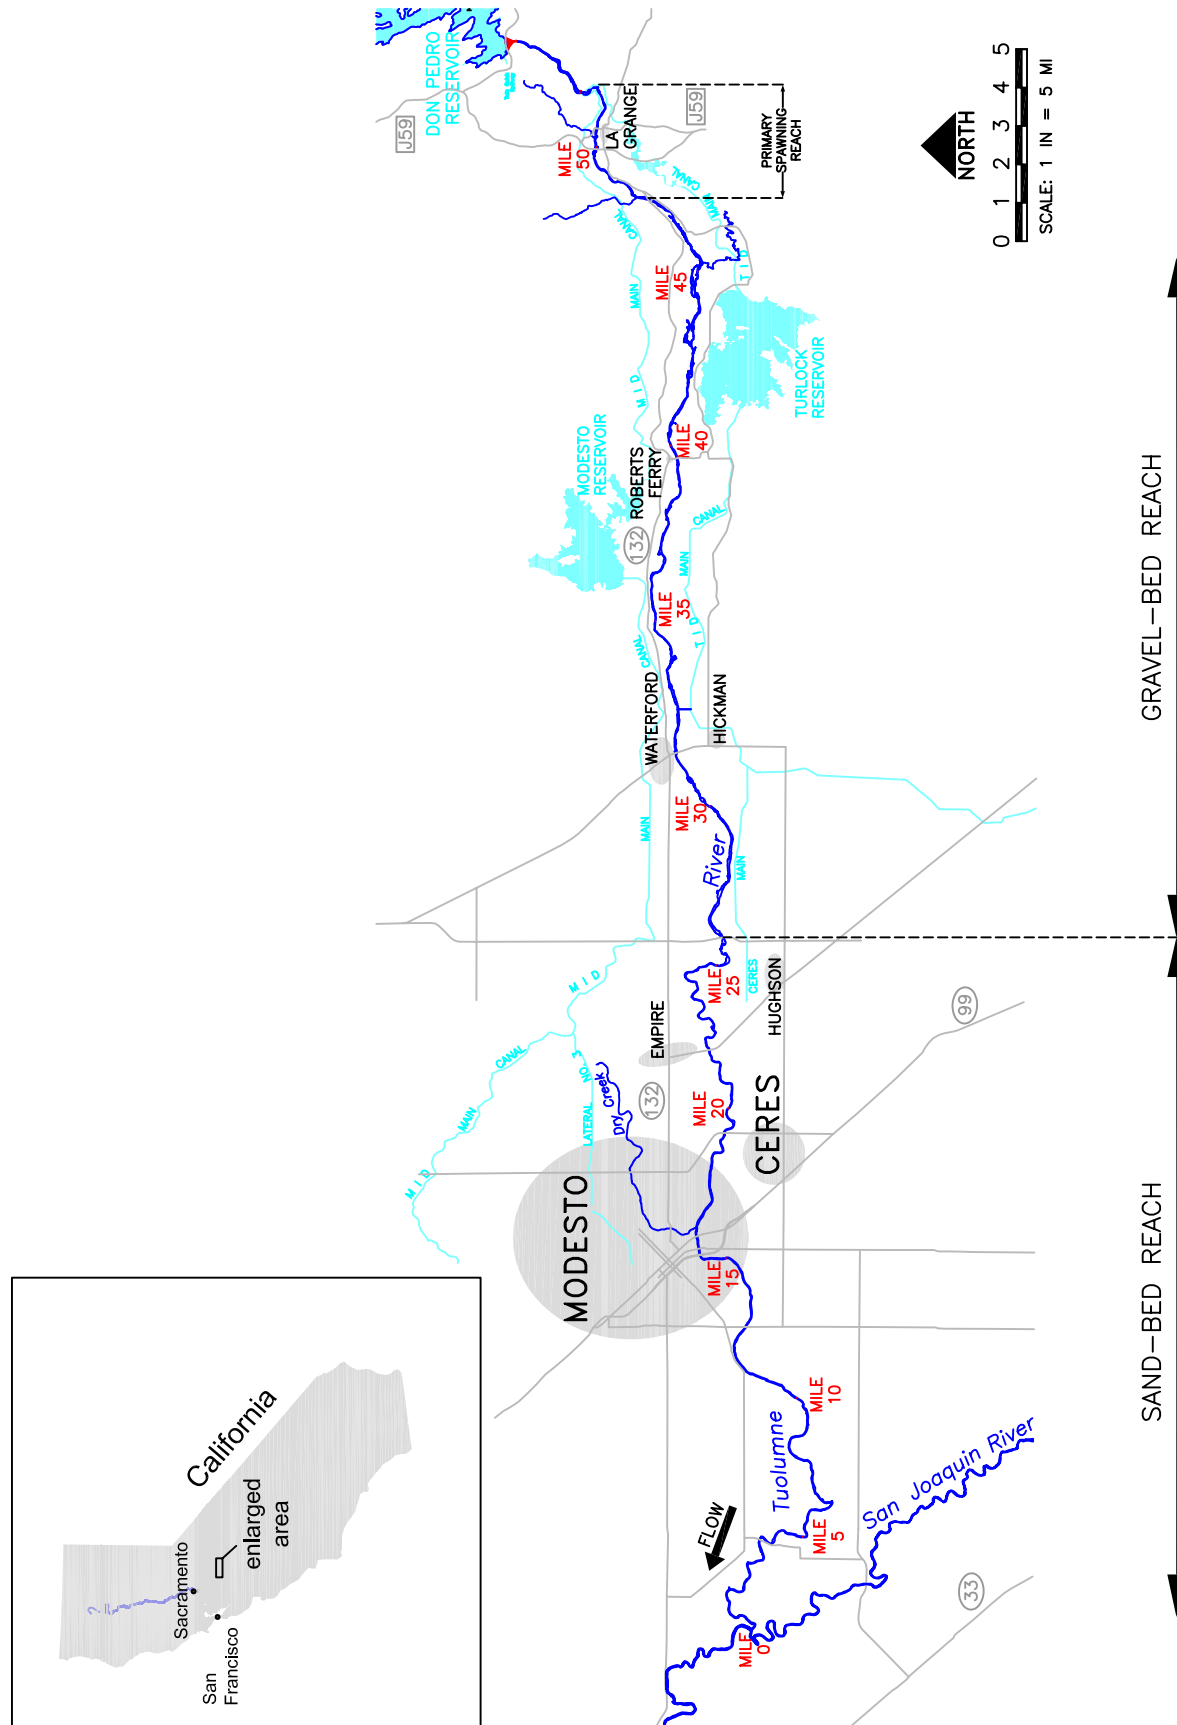 California
Sacramento
San
Francisco
enlarged
area
?
DON PEDRO
RESERVOIR
J59
J59
LA
GRANGE
PRIMARY
SPAWNING
REACH
MILE
50
CANAL
MAIN
M I D
MAIN CANAL
T I D
MILE
45
TURLOCK
RESERVOIR
MODESTO
RESERVOIR
ROBERTS
FERRY
132
MILE
40
CANAL
MAIN
T I D
MILE
35
CANAL
MAIN
WATERFORD
HICKMAN
MILE
30
River
MAIN
CERES
MILE
25
HUGHSON
EMPIRE
132
M I D
CANAL
MAIN
M I D
LATERAL NO. 3
Dry Creek
MILE
20
CERES
MODESTO
99
MILE
15
MILE
10
Tuolumne
FLOW
MILE
5
San Joaquin River
33
MILE
0
NORTH
0 1 2 3 4 5
SCALE: 1 IN = 5 MI
SAND-BED REACH
GRAVEL-BED REACH